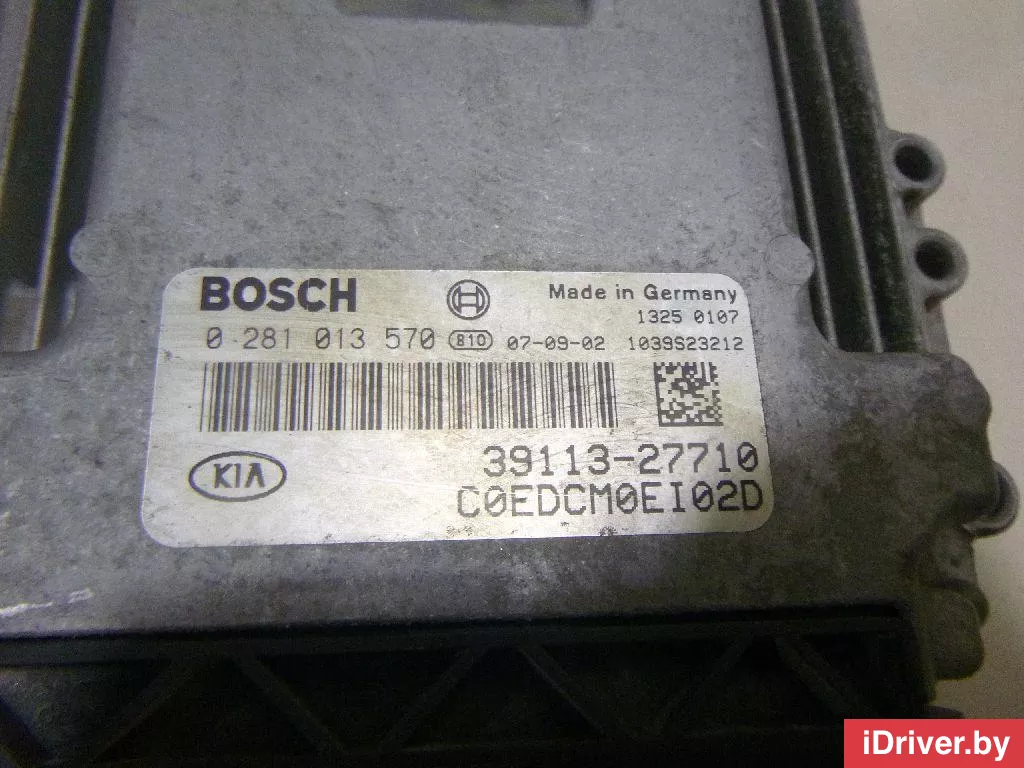 BOSCH
Made in Germany
1325 0107
0 281 013 570 810 07-09-02 1039S23212
39113-27710
KIA
C0EDCM0EI02D
iDriver.by